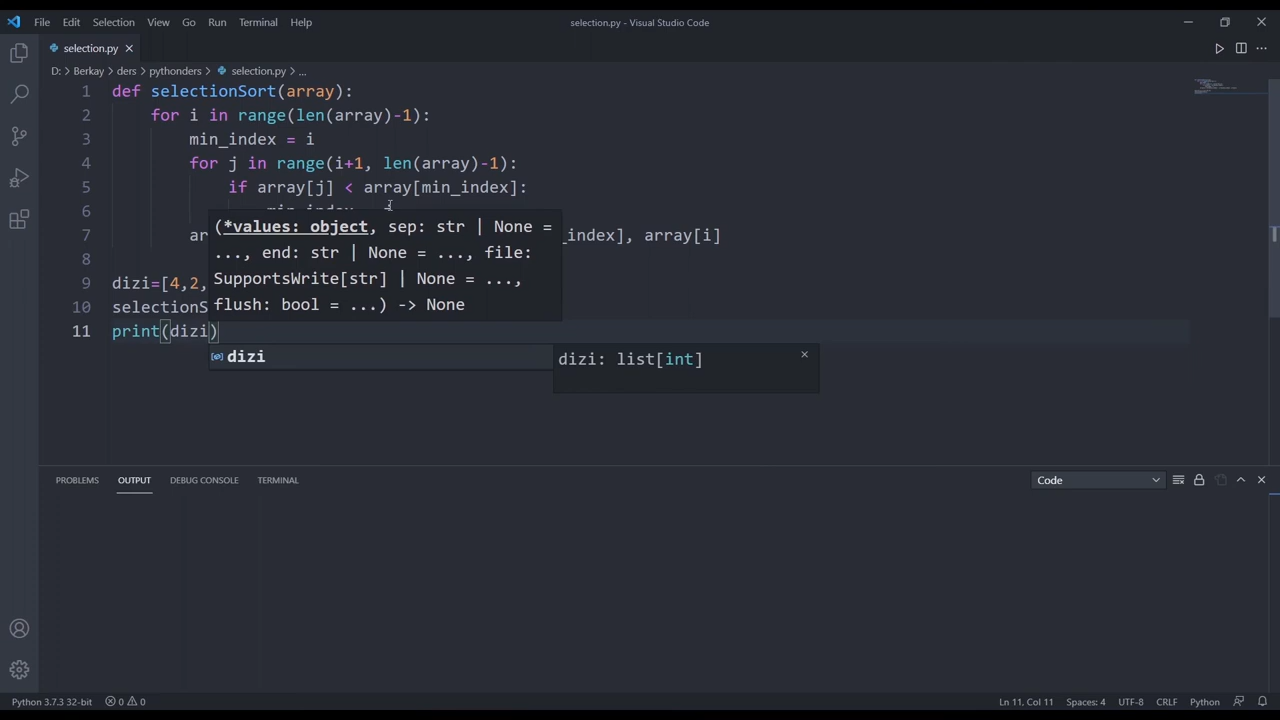 File Edit Selection View Go Run Terminal Help
selection.py - Visual Studio Code
selection.py
D: > Berkay > ders > pythonders > selection.py > ...
1 def selectionSort(array):
2 for i in range(len(array)-1):
3 min_index = i
4 for j in range(i+1, len(array)-1):
5 if array[j] < array[min_index]:
6
7 ar _index], array[i]
8
9 dizi=[4,2,
10 selectionS
11 print(dizi)
(*values: object, sep: str | None =
..., end: str | None = ..., file:
SupportsWrite[str] | None = ...,
flush: bool = ...) -> None
dizi
dizi: list[int]
PROBLEMS OUTPUT DEBUG CONSOLE TERMINAL
Code
Python 3.7.3 32-bit
0 0
Ln 11, Col 11 Spaces: 4 UTF-8 CRLF Python